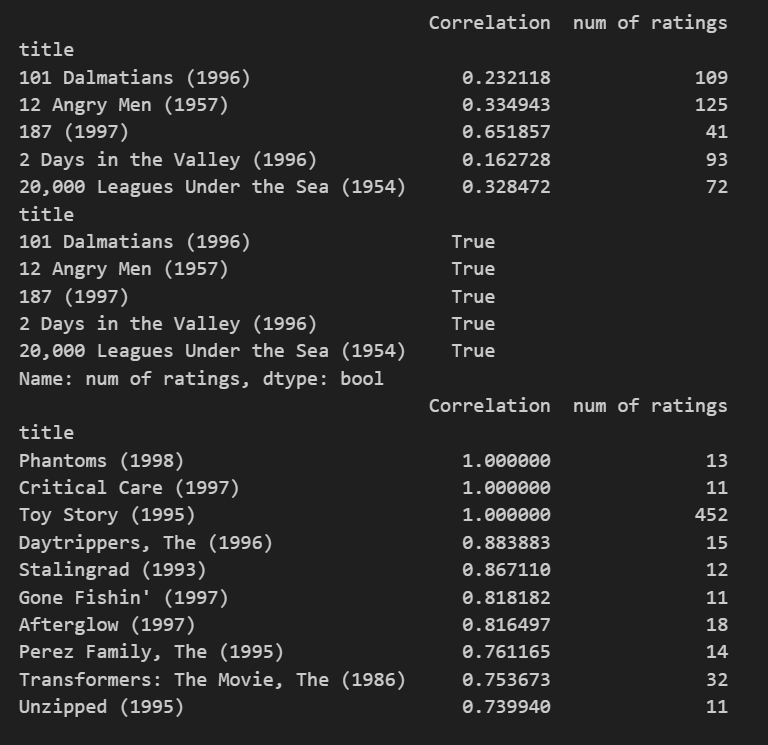 Correlation  num of ratings
title
101 Dalmatians (1996)  0.232118  109
12 Angry Men (1957)  0.334943  125
187 (1997)  0.651857  41
2 Days in the Valley (1996)  0.162728  93
20,000 Leagues Under the Sea (1954)  0.328472  72
title
101 Dalmatians (1996)  True
12 Angry Men (1957)  True
187 (1997)  True
2 Days in the Valley (1996)  True
20,000 Leagues Under the Sea (1954)  True
Name: num of ratings, dtype: bool
Correlation  num of ratings
title
Phantoms (1998)  1.000000  13
Critical Care (1997)  1.000000  11
Toy Story (1995)  1.000000  452
Daytrippers, The (1996)  0.883883  15
Stalingrad (1993)  0.867110  12
Gone Fishin' (1997)  0.818182  11
Afterglow (1997)  0.816497  18
Perez Family, The (1995)  0.761165  14
Transformers: The Movie, The (1986)  0.753673  32
Unzipped (1995)  0.739940  11